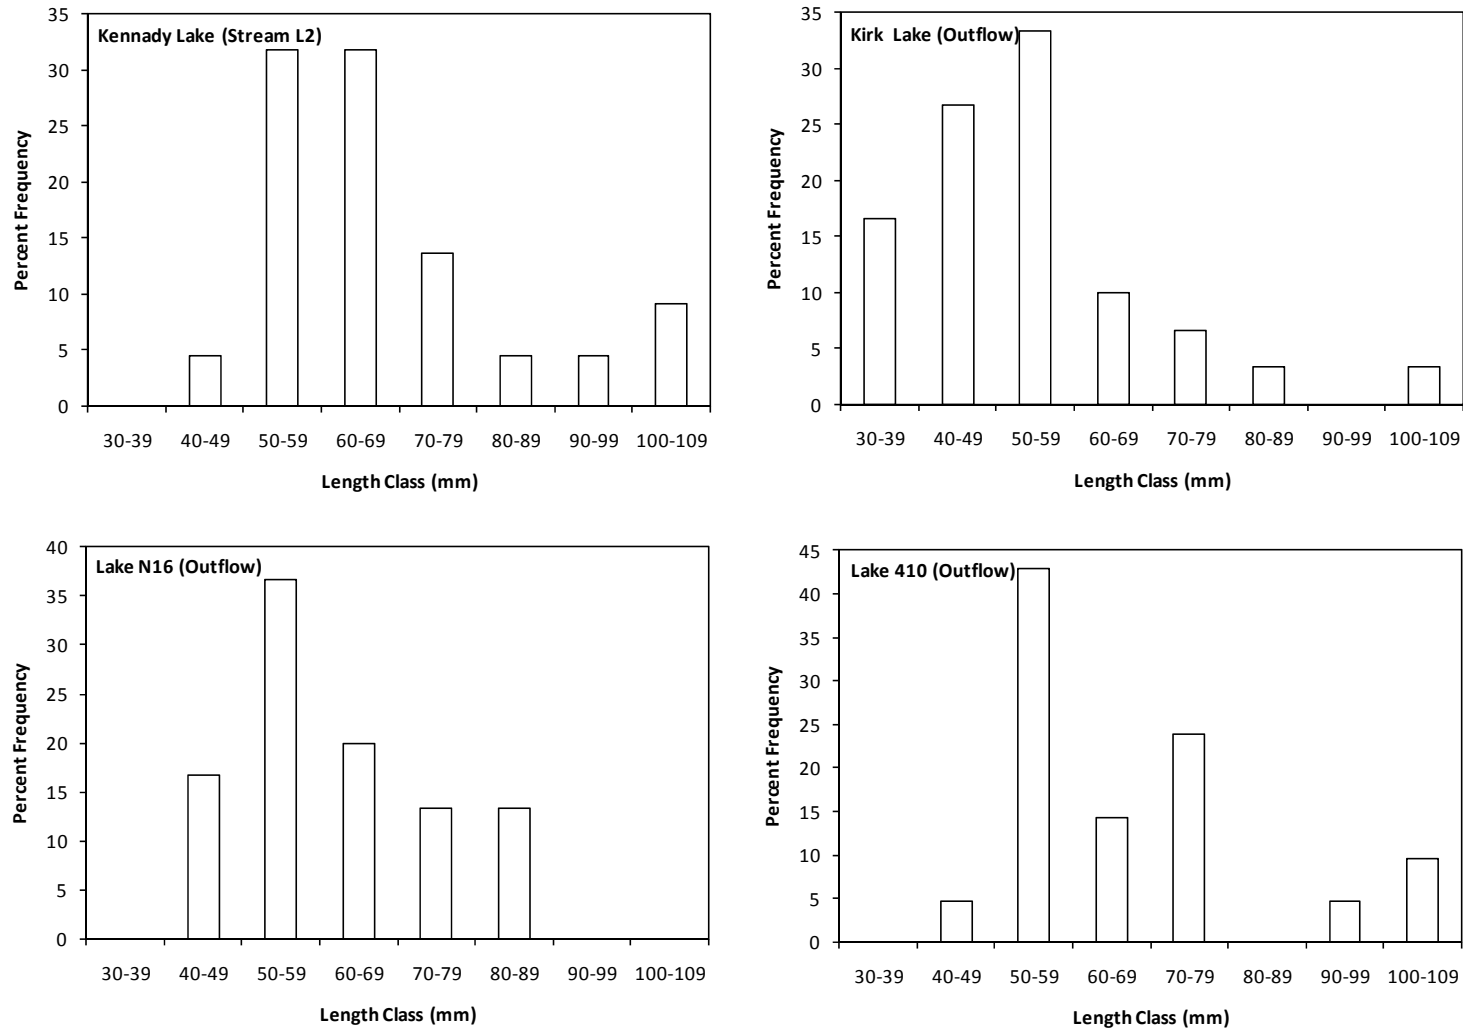 Kennady Lake (Stream L2)
Percent Frequency
35
30
25
20
15
10
5
0
30-39 40-49 50-59 60-69 70-79 80-89 90-99 100-109
Length Class (mm)
Kirk Lake (Outflow)
Percent Frequency
35
30
25
20
15
10
5
0
30-39 40-49 50-59 60-69 70-79 80-89 90-99 100-109
Length Class (mm)
Lake N16 (Outflow)
Percent Frequency
40
35
30
25
20
15
10
5
0
30-39 40-49 50-59 60-69 70-79 80-89 90-99 100-109
Length Class (mm)
Lake 410 (Outflow)
Percent Frequency
45
40
35
30
25
20
15
10
5
0
30-39 40-49 50-59 60-69 70-79 80-89 90-99 100-109
Length Class (mm)